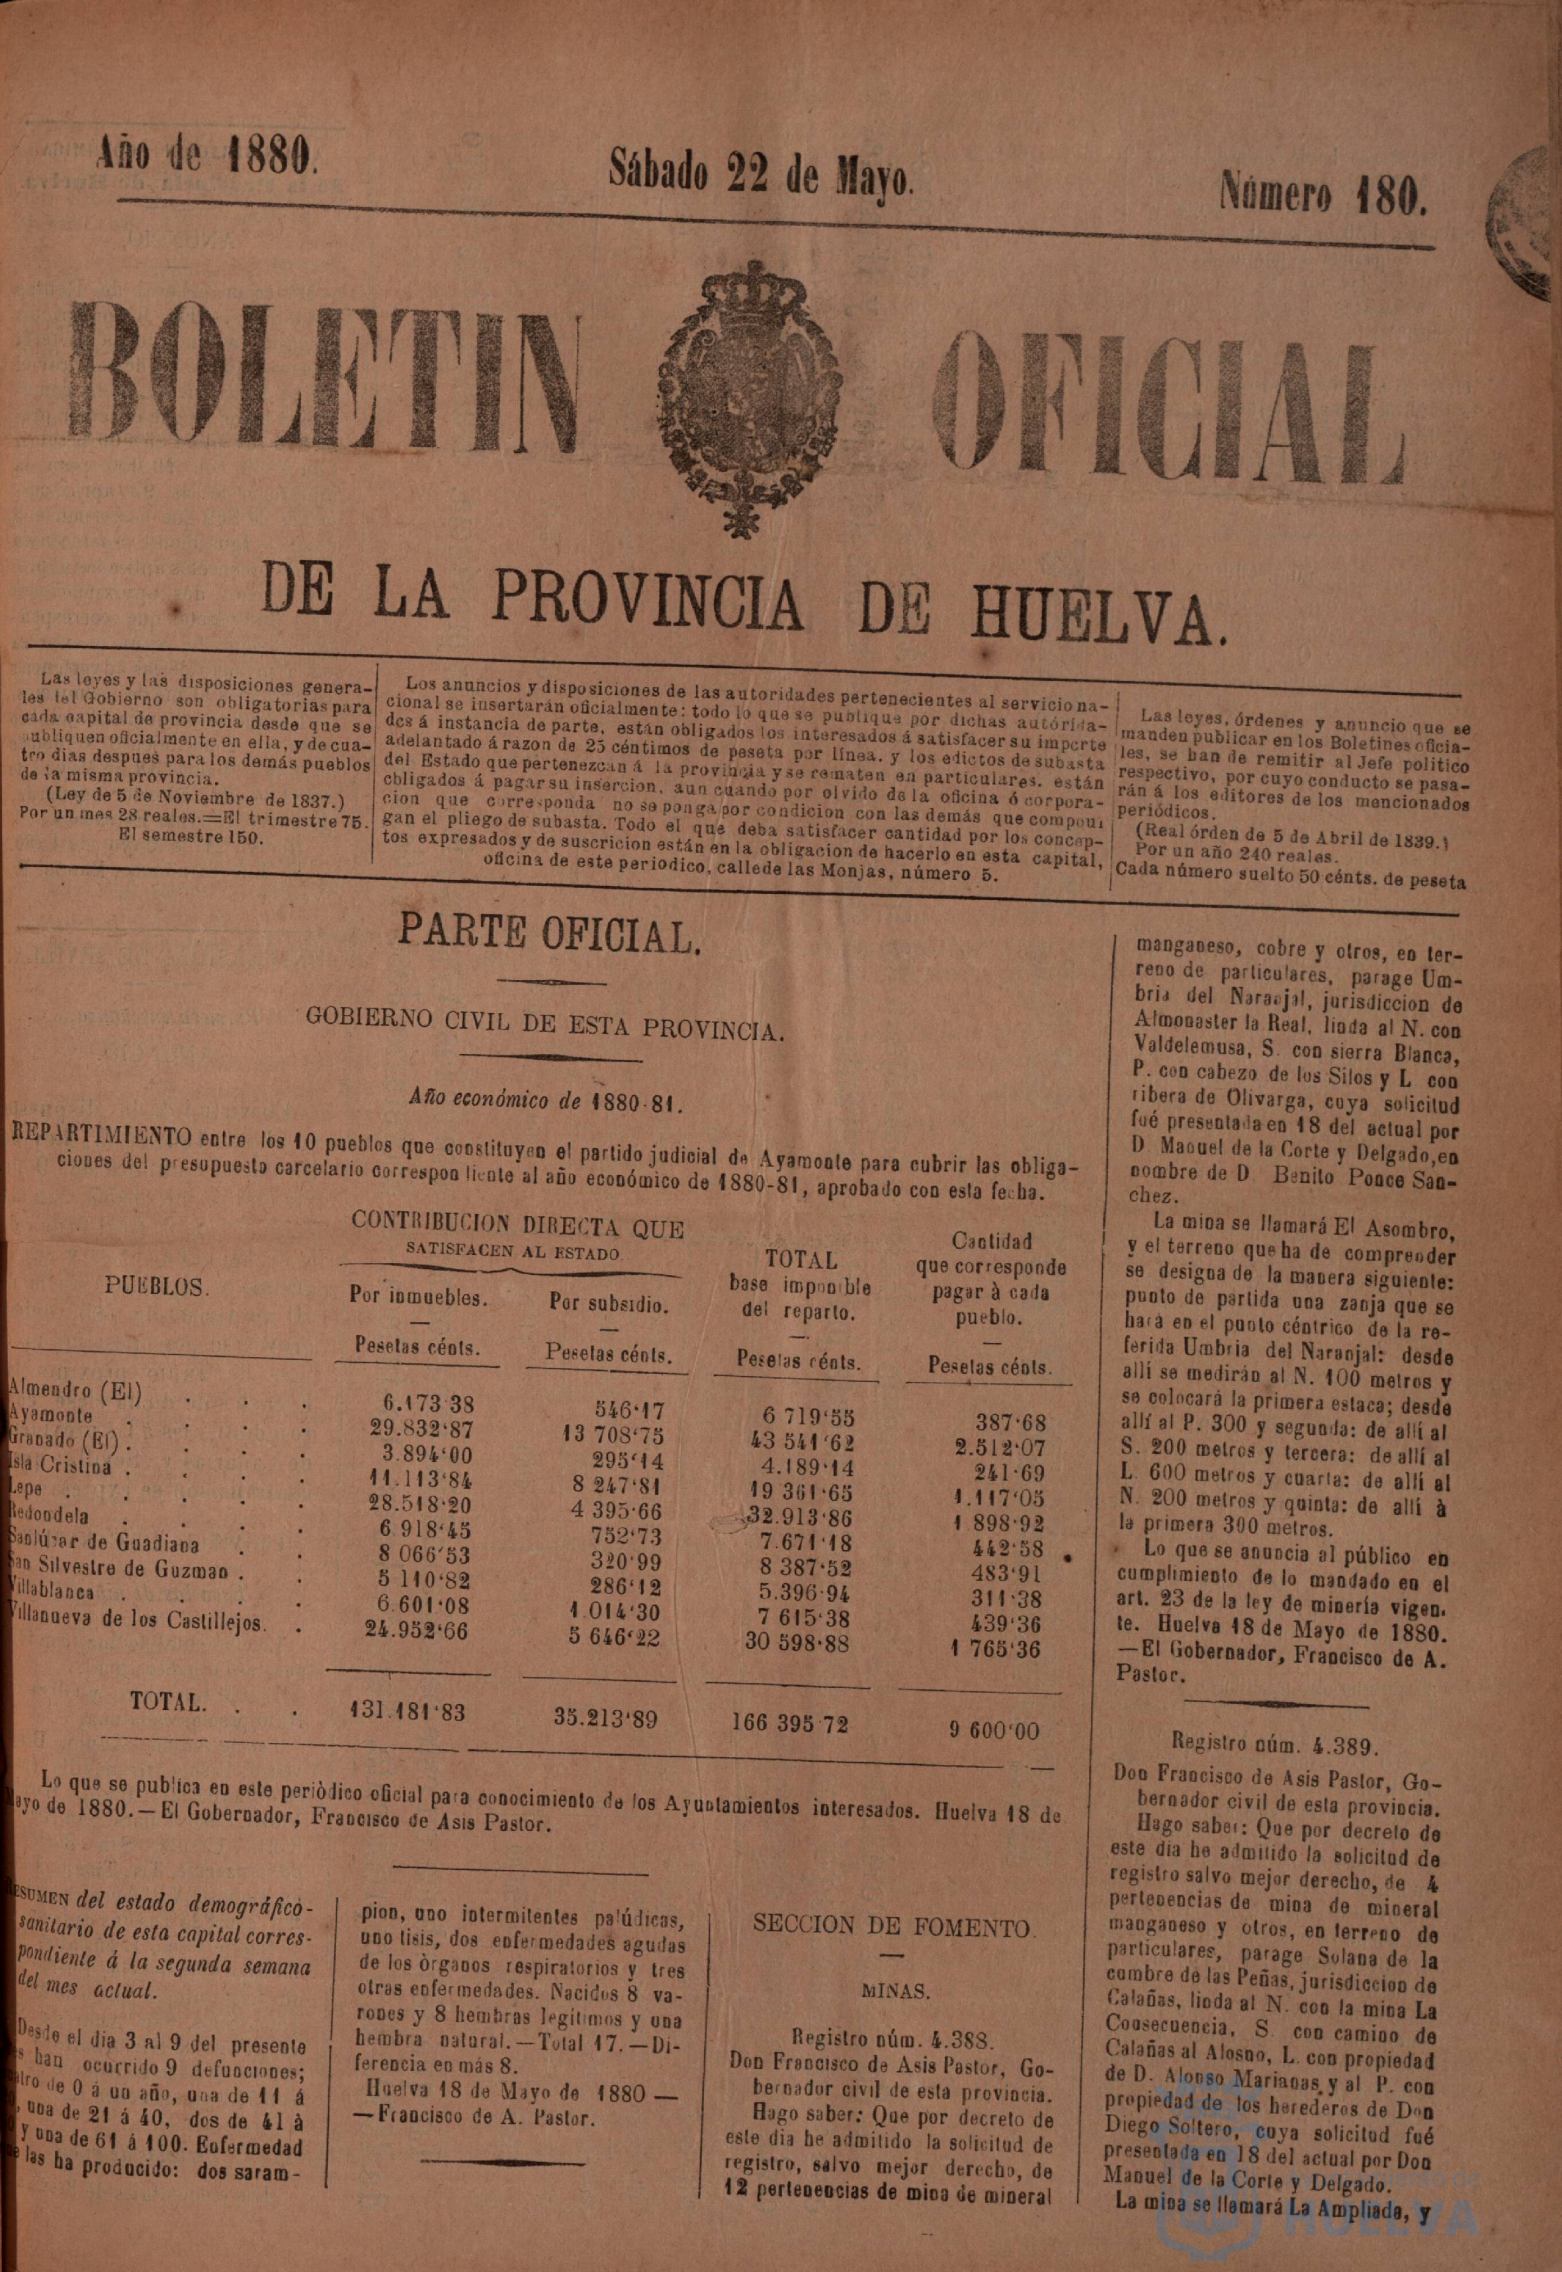 Año de 1880.
Sábado 22 de Mayo.
Número 180.
BOLETIN OFICIAL
DE LA PROVINCIA DE HUELVA.
Las leyes y las disposiciones genera-
les del Gobierno son obligatorias para
cada capital de provincia desde que se
publiquen oficialmente en ella, y de cua-
tro dias despues para los demás pueblos
de la misma provincia.
(Ley de 5 de Noviembre de 1837.)
Por un mes 28 reales.=El trimestre 75.
El semestre 150.
Los anuncios y disposiciones de las autoridades pertenecientes al servicio na-
cional se insertarán oficialmente: todo lo que se publique por dichas autórida-
des á instancia de parte, están obligados los interesados á satisfacer su importe
adelantado á razon de 25 céntimos de peseta por línea, y los edictos de subasta
del Estado que pertenezcan á la provincia y se rematen en particulares, están
obligados á pagar su insercion, aun cuando por olvido de la oficina ó corpora-
cion que corresponda no se ponga por condicion con las demás que compon
gan el pliego de subasta. Todo el que deba satisfacer cantidad por los concep-
tos expresados y de suscricion están en la obligacion de hacerlo en esta capital,
oficina de este periodico, calle de las Monjas, número 5.
Las leyes, órdenes y anuncio que se
manden publicar en los Boletines oficia-
les, se han de remitir al Jefe politico
respectivo, por cuyo conducto se pasa-
rán á los editores de los mencionados
periódicos.
(Real órden de 5 de Abril de 1839.)
Por un año 240 reales.
Cada número suelto 50 cénts. de peseta
PARTE OFICIAL.
GOBIERNO CIVIL DE ESTA PROVINCIA.
Año económico de 1880-81.
REPARTIMIENTO entre los 10 pueblos que constituyen el partido judicial de Ayamonte para cubrir las obliga-
ciones del presupuesto carcelario correspondiente al año económico de 1880-81, aprobado con esta fecha.
PUEBLOS.
CONTRIBUCION DIRECTA QUE
SATISFACEN AL ESTADO
Por inmuebles.
Por subsidio.
TOTAL
base imponible
del reparto.
Cantidad
que corresponde
pagar à cada
pueblo.
Pesetas cénts.
Pesetas cénts.
Pesetas cénts.
Pesetas cénts.
Almendro (El) . . . 6.173'38 546'17 6 719'55 387'68
Ayamonte . . . 29.832'87 13 708'75 43 541'62 2.512'07
Granado (El) . . . . 3.894'00 295'14 4.189'14 241'69
Isla Cristina . . . . 11.113'84 8 247'81 19 361'65 1.117'05
Lepe . . . . 28.518'20 4 395'66 32.913'86 1 898'92
Redondela . . . . 6 918'45 752'73 7.671'18 442'58
Sanlúcar de Guadiana . . 8 066'53 320'99 8 387'52 483'91
San Silvestre de Guzman . . 5 110'82 286'12 5.396'94 311'38
Villablanca . . . 6.601'08 1.014'30 7 615'38 439'36
Villanueva de los Castillejos. . 24.952'66 5 646'22 30 598'88 1 765'36
TOTAL. . . 131.181'83 35.213'89 166 395'72 9 600'00
Lo que se publica en este periòdico oficial para conocimiento de los Ayuntamientos interesados. Huelva 18 de
Mayo de 1880.—El Gobernador, Francisco de Asis Pastor.
RESUMEN del estado demográfico-
sanitario de esta capital corres-
pondiente á la segunda semana
del mes actual.
Desde el dia 3 al 9 del presente
han ocurrido 9 defunciones;
de 0 á un año, una de 11 á
una de 21 á 40, dos de 41 à
y una de 61 á 100. Enfermedad
las ha producido: dos saram-
pion, uno intermitentes palúdicas,
uno tisis, dos enfermedades agudas
de los òrganos respiratorios y tres
otras enfermedades. Nacidos 8 va-
rones y 8 hembras legítimos y una
hembra natural.—Total 17.—Di-
ferencia en más 8.
Huelva 18 de Mayo de 1880 —
—Francisco de A. Pastor.
SECCION DE FOMENTO.
MINAS.
Registro núm. 4.388.
Don Francisco de Asis Pastor, Go-
bernador civil de esta provincia.
Hago saber: Que por decreto de
este dia he admitido la solicitud de
registro, salvo mejor derecho, de
12 pertenencias de mina de mineral
manganeso, cobre y otros, en ter-
reno de particulares, parage Um-
bria del Naranjal, jurisdiccion de
Almonaster la Real, linda al N. con
Valdelemusa, S. con sierra Blanca,
P. con cabezo de los Silos y L con
ribera de Olivarga, cuya solicitud
fué presentada en 18 del actual por
D. Manuel de la Corte y Delgado, en
nombre de D. Benito Ponce San-
chez.
La mina se llamará El Asombro,
y el terreno que ha de comprender
se designa de la manera siguiente:
punto de partida una zanja que se
hará en el punto céntrico de la re-
ferida Umbria del Naranjal: desde
allí se medirán al N. 100 metros y
se colocará la primera estaca; desde
allí al P. 300 y segunda: de allí al
S. 200 metros y tercera: de allí al
L. 600 metros y cuarta: de allí al
N. 200 metros y quinta: de allí à
la primera 300 metros.
Lo que se anuncia al público en
cumplimiento de lo mandado en el
art. 23 de la ley de minería vigen.
te. Huelva 18 de Mayo de 1880.
—El Gobernador, Francisco de A.
Pastor.
Registro núm. 4.389.
Don Francisco de Asis Pastor, Go-
bernador civil de esta provincia.
Hago saber: Que por decreto de
este dia he admitido la solicitud de
registro salvo mejor derecho, de 4
pertenencias de mina de mineral
manganeso y otros, en terreno de
particulares, parage Solana de la
cumbre de las Peñas, jurisdiccion de
Calañas, linda al N. con la mina La
Consecuencia, S. con camino de
Calañas al Alosno, L. con propiedad
de D. Alonso Marianas, y al P. con
propiedad de los herederos de Don
Diego Soltero, cuya solicitud fué
presentada en 18 del actual por Don
Manuel de la Corte y Delgado.
La mina se llamará La Ampliada, y
HUELVA